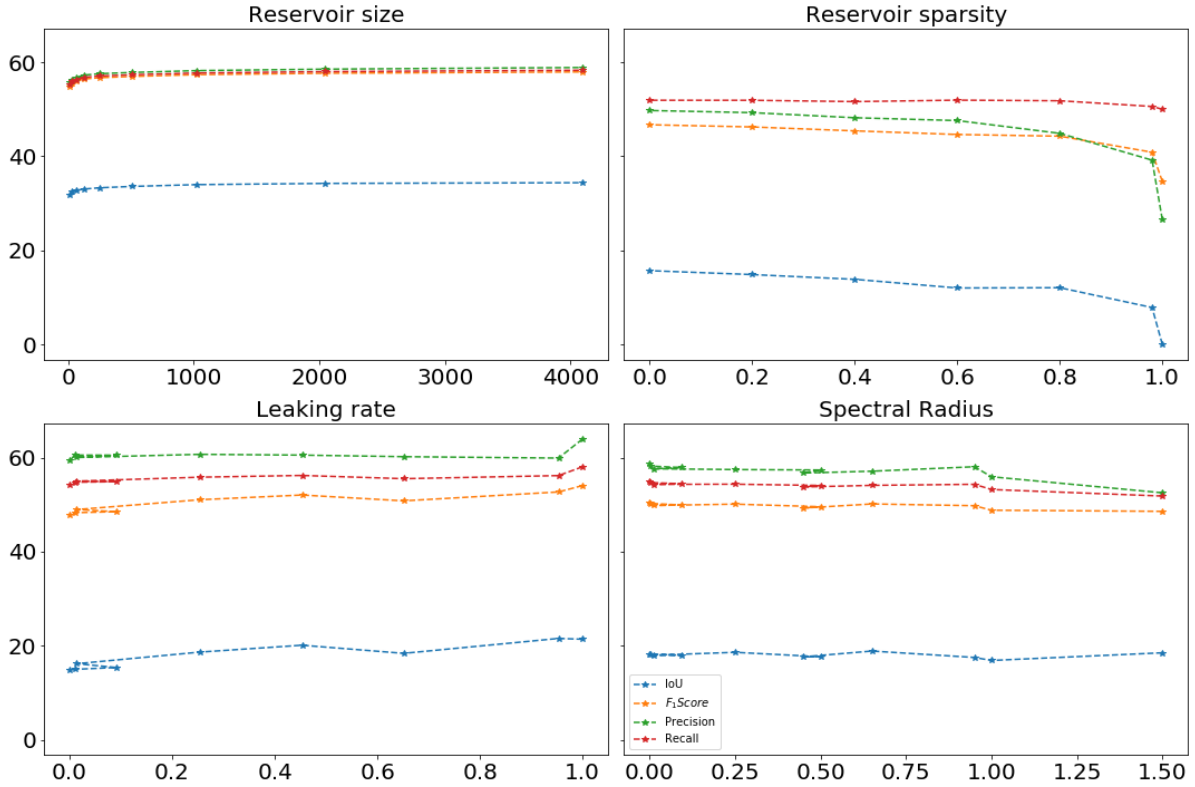 Reservoir size
Reservoir sparsity
60
40
20
0
0 1000 2000 3000 4000
0.0 0.2 0.4 0.6 0.8 1.0
Leaking rate
Spectral Radius
60
40
20
0
0.0 0.2 0.4 0.6 0.8 1.0
IoU
F₁Score
Precision
Recall
0.00 0.25 0.50 0.75 1.00 1.25 1.50